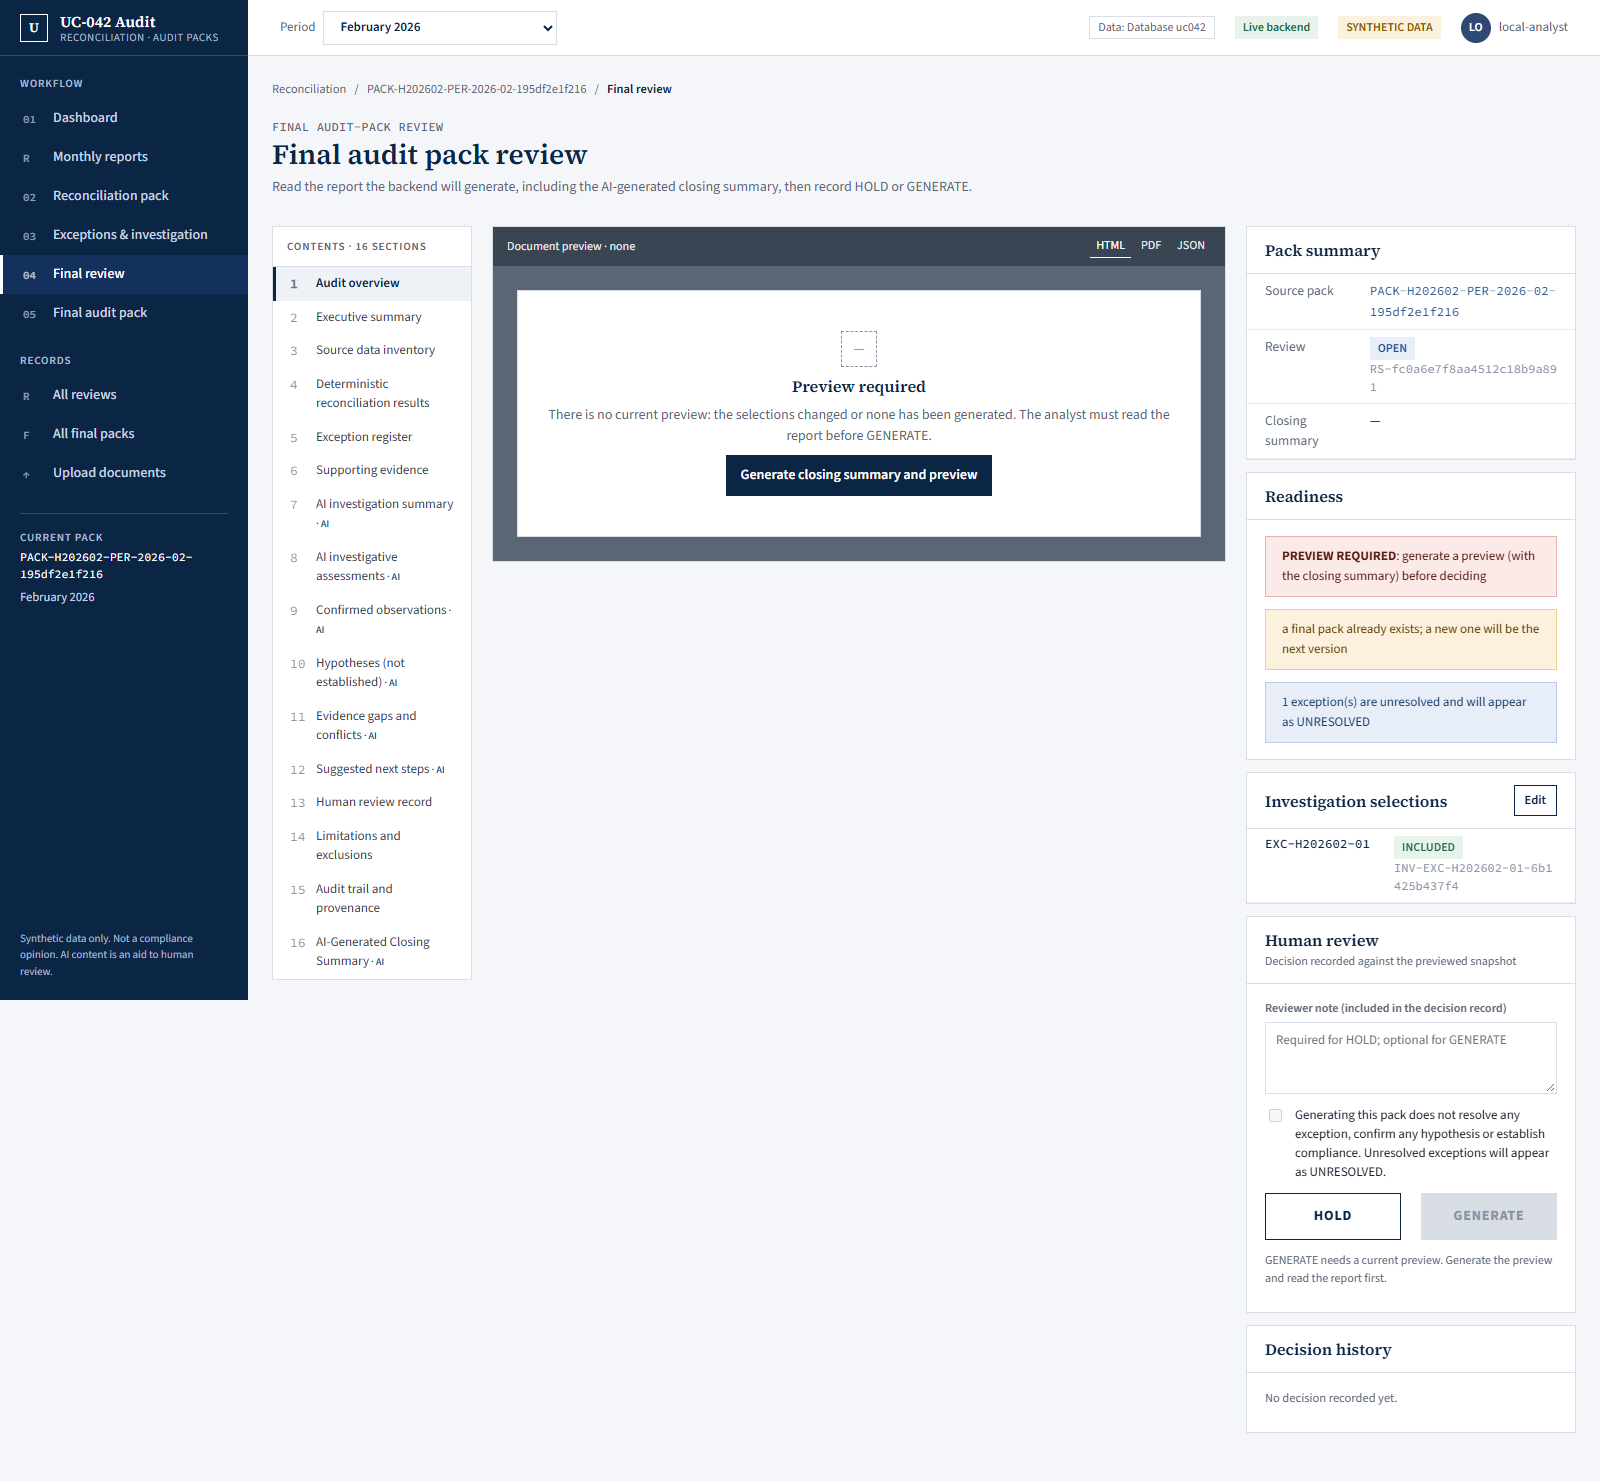 U
UC-042 Audit
RECONCILIATION · AUDIT PACKS
WORKFLOW
01 Dashboard
R Monthly reports
02 Reconciliation pack
03 Exceptions & investigation
04 Final review
05 Final audit pack
RECORDS
R All reviews
F All final packs
↑ Upload documents
CURRENT PACK
PACK-H202602-PER-2026-02-
195df2e1f216
February 2026
Synthetic data only. Not a compliance
opinion. AI content is an aid to human
review.
Period February 2026
Data: Database uc042
Live backend
SYNTHETIC DATA
LO local-analyst
Reconciliation / PACK-H202602-PER-2026-02-195df2e1f216 / Final review
FINAL AUDIT-PACK REVIEW
Final audit pack review
Read the report the backend will generate, including the AI-generated closing summary, then record HOLD or GENERATE.
CONTENTS · 16 SECTIONS
1 Audit overview
2 Executive summary
3 Source data inventory
4 Deterministic
reconciliation results
5 Exception register
6 Supporting evidence
7 AI investigation summary
· AI
8 AI investigative
assessments · AI
9 Confirmed observations ·
AI
10 Hypotheses (not
established) · AI
11 Evidence gaps and
conflicts · AI
12 Suggested next steps · AI
13 Human review record
14 Limitations and
exclusions
15 Audit trail and
provenance
16 AI-Generated Closing
Summary · AI
Document preview · none
HTML PDF JSON
—
Preview required
There is no current preview: the selections changed or none has been generated. The analyst must read the
report before GENERATE.
Generate closing summary and preview
Pack summary
Source pack PACK-H202602-PER-2026-02-
195df2e1f216
Review OPEN
RS-fc0a6e7f8aa4512c18b9a89
1
Closing —
summary
Readiness
PREVIEW REQUIRED: generate a preview (with
the closing summary) before deciding
a final pack already exists; a new one will be the
next version
1 exception(s) are unresolved and will appear
as UNRESOLVED
Investigation selections Edit
EXC-H202602-01 INCLUDED
INV-EXC-H202602-01-6b1
425b437f4
Human review
Decision recorded against the previewed snapshot
Reviewer note (included in the decision record)
Required for HOLD; optional for GENERATE
Generating this pack does not resolve any
exception, confirm any hypothesis or establish
compliance. Unresolved exceptions will appear
as UNRESOLVED.
HOLD GENERATE
GENERATE needs a current preview. Generate the preview
and read the report first.
Decision history
No decision recorded yet.